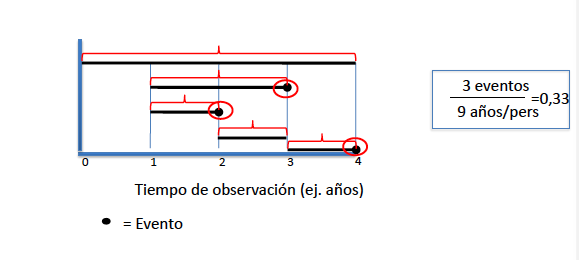 3 eventos
=0,33
9 años/pers
0 1 2 3 4
Tiempo de observación (ej. años)
= Evento